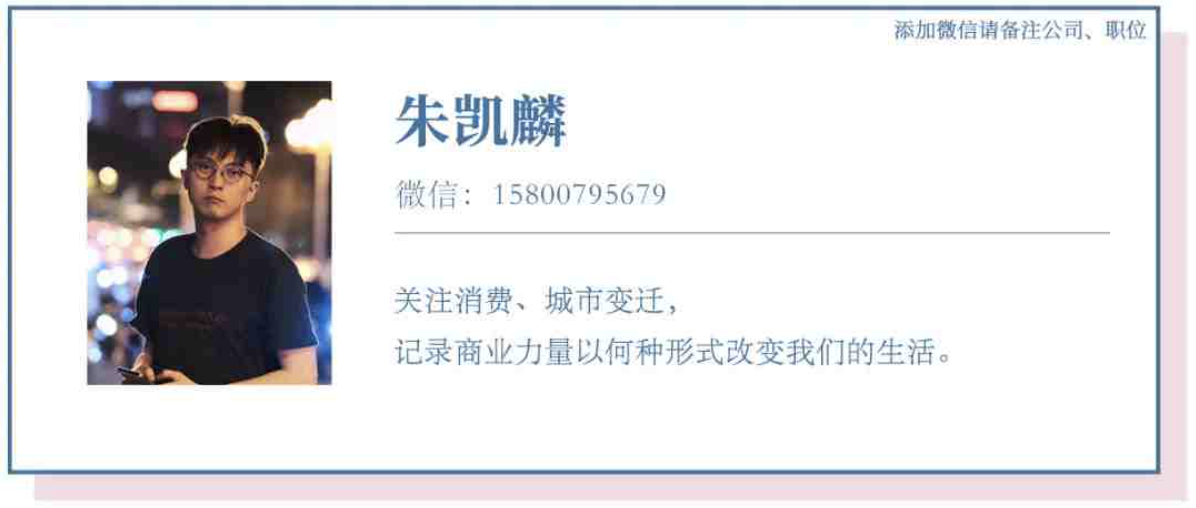 添加微信请备注公司、职位
朱凯麟
微信：15800795679
关注消费、城市变迁，
记录商业力量以何种形式改变我们的生活。